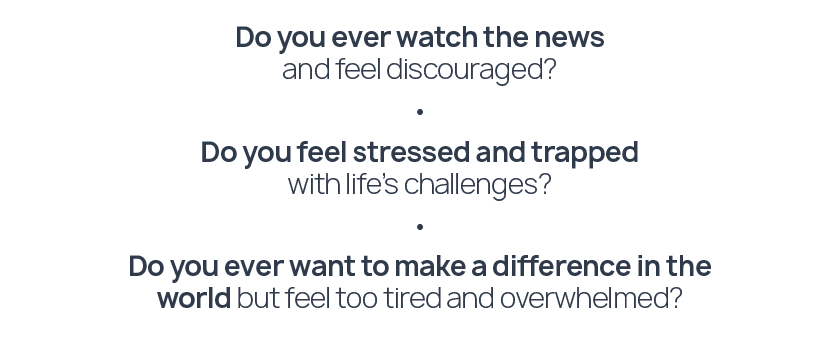 Do you ever watch the news
and feel discouraged?
•
Do you feel stressed and trapped
with life’s challenges?
•
Do you ever want to make a difference in the
world but feel too tired and overwhelmed?